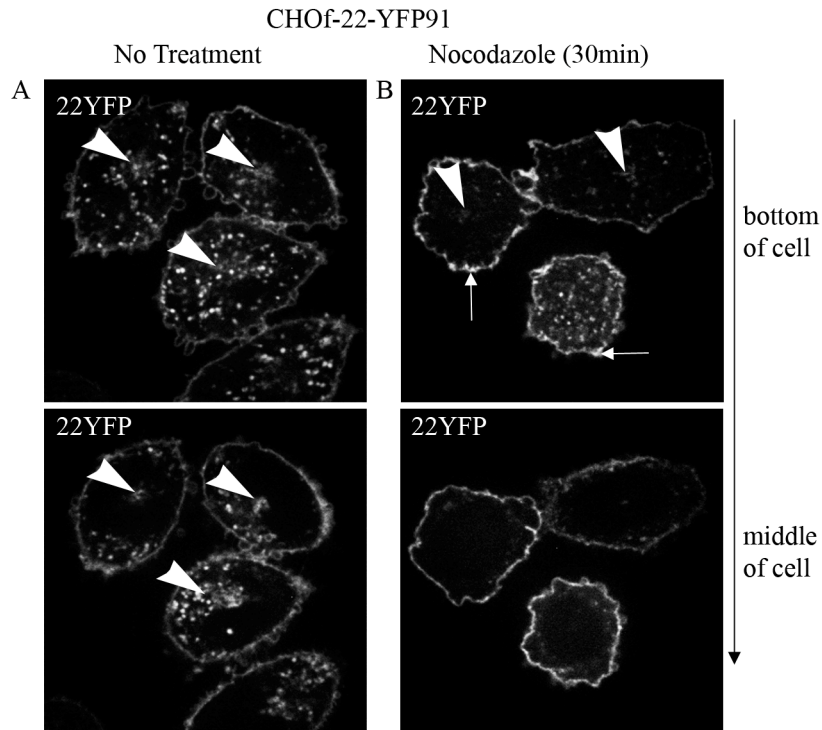 CHOf-22-YFP91
No Treatment
Nocodazole (30min)
A
B
22YFP
22YFP
bottom
of cell
22YFP
22YFP
middle
of cell